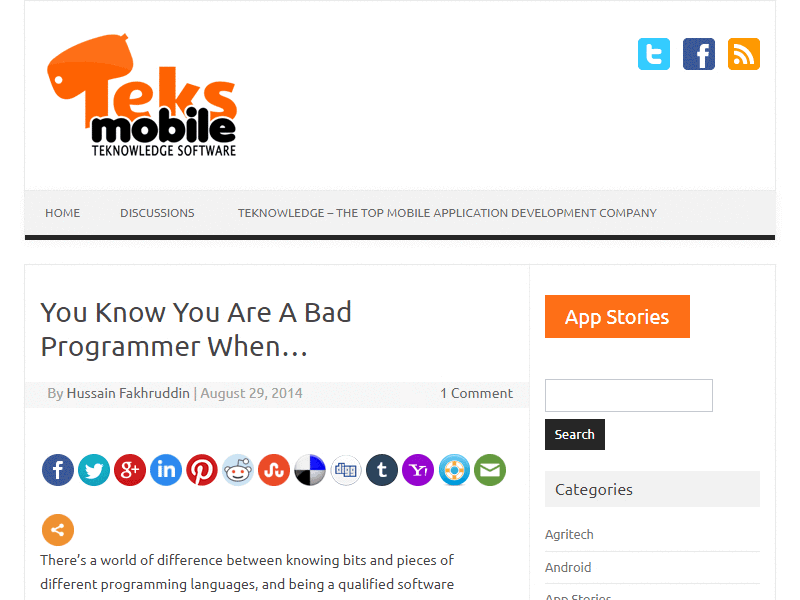 Teks
mobile
TEKNOWLEDGE SOFTWARE
HOME
DISCUSSIONS
TEKNOWLEDGE – THE TOP MOBILE APPLICATION DEVELOPMENT COMPANY
You Know You Are A Bad
Programmer When…
By Hussain Fakhruddin | August 29, 2014
1 Comment
There’s a world of difference between knowing bits and pieces of
different programming languages, and being a qualified software
App Stories
Search
Categories
Agritech
Android
App Stories